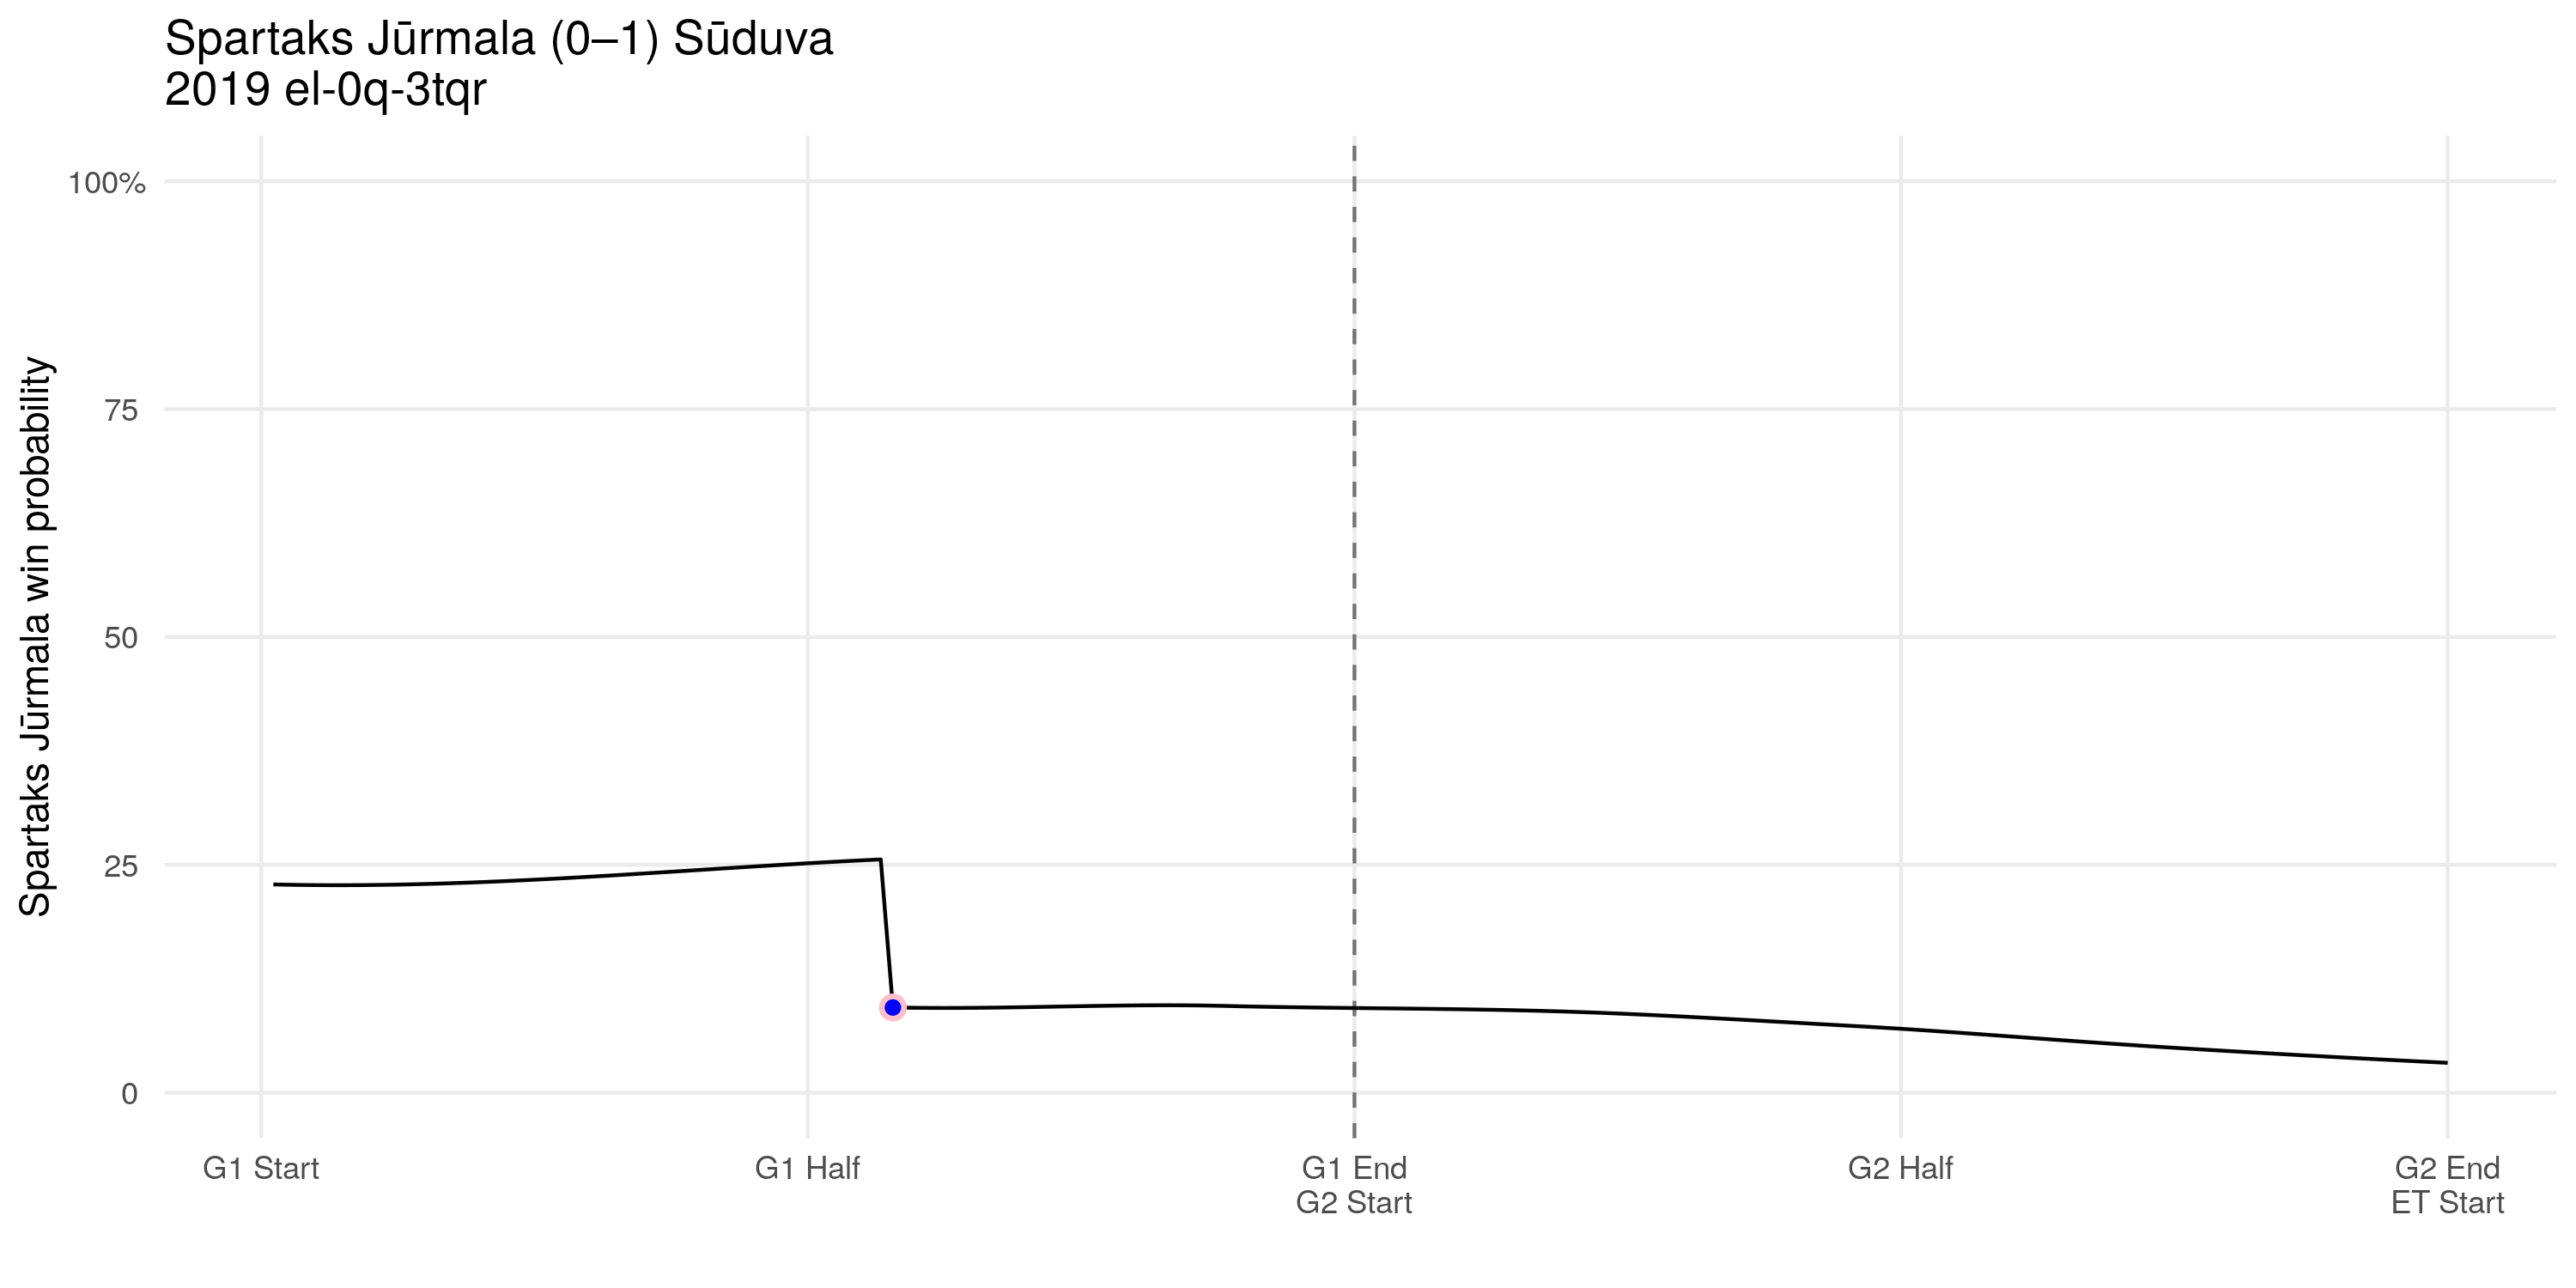 Spartaks Jūrmala (0–1) Sūduva
2019 el-0q-3tqr
Spartaks Jūrmala win probability
100%
75
50
25
0
G1 Start
G1 Half
G1 End
G2 Start
G2 Half
G2 End
ET Start